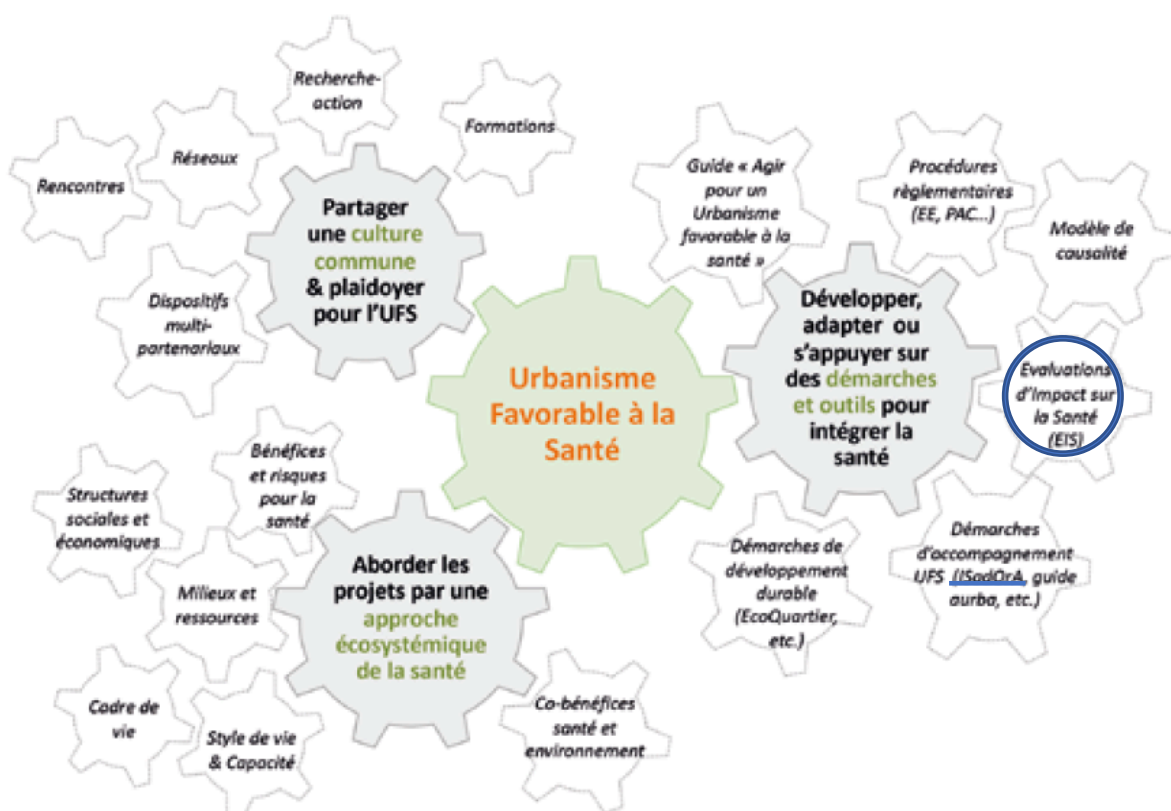 Recherche-
action
Formations
Réseaux
Rencontres
Partager
une culture
commune
& plaidoyer
pour l'UFS
Dispositifs
multi-
partenariaux
Guide « Agir
pour un
Urbanisme
favorable à la
santé »
Procédures
règlementaires
(EE, PAC...)
Modèle de
causalité
Développer,
adapter ou
s'appuyer sur
des démarches
et outils pour
intégrer la
santé
Evaluations
d'Impact sur
la Santé
(EIS)
Urbanisme
Favorable à la
Santé
Bénéfices
et risques
pour la
santé
Structures
sociales et
économiques
Milieux et
ressources
Aborder les
projets par une
approche
écosystémique
de la santé
Cadre de
vie
Style de vie
& Capacité
Co-bénéfices
santé et
environnement
Démarches de
développement
durable
(EcoQuartier,
etc.)
Démarches
d'accompagnement
UFS (ISadOrA, guide
aurba, etc.)